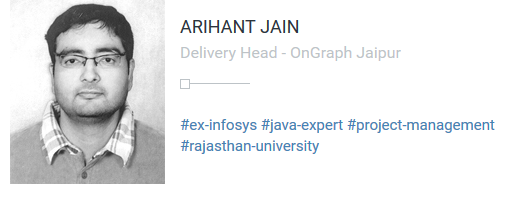 ARIHANT JAIN
Delivery Head - OnGraph Jaipur
#ex-infosys #java-expert #project-management
#rajasthan-university